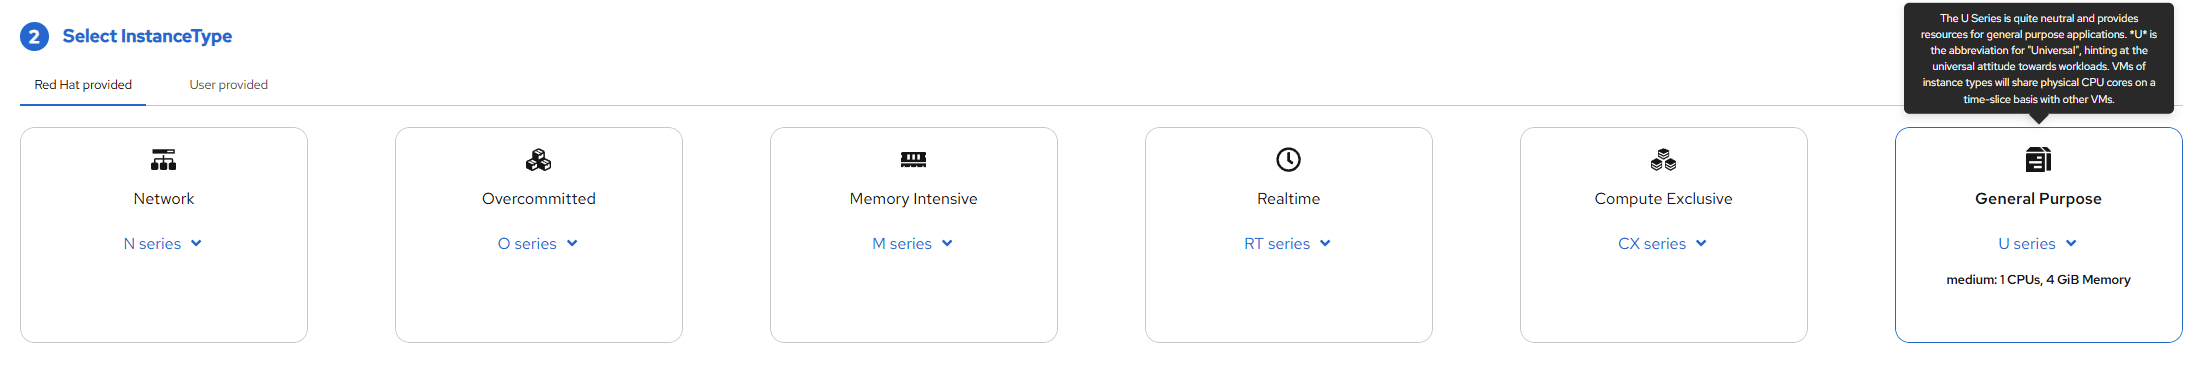 2 Select InstanceType
The U Series is quite neutral and provides
resources for general purpose applications. *U* is
the abbreviation for "Universal", hinting at the
universal attitude towards workloads. VMs of
instance types will share physical CPU cores on a
time-slice basis with other VMs.
Red Hat provided User provided
Network
N series
Overcommitted
O series
Memory Intensive
M series
Realtime
RT series
Compute Exclusive
CX series
General Purpose
U series
medium: 1 CPUs, 4 GiB Memory